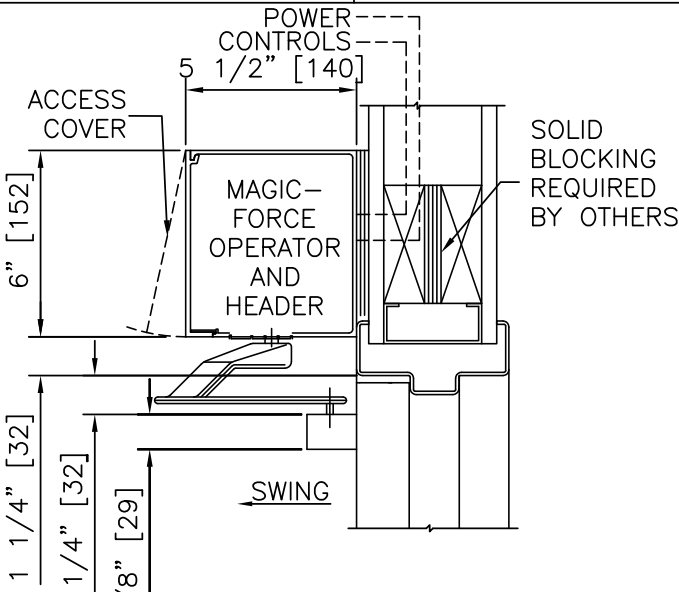 POWER
CONTROLS
5 1/2" [140]
ACCESS
COVER
SOLID
BLOCKING
REQUIRED
BY OTHERS
MAGIC-
FORCE
OPERATOR
AND
HEADER
6" [152]
SWING
1 1/4" [32]
1/4" [32]
/8" [29]